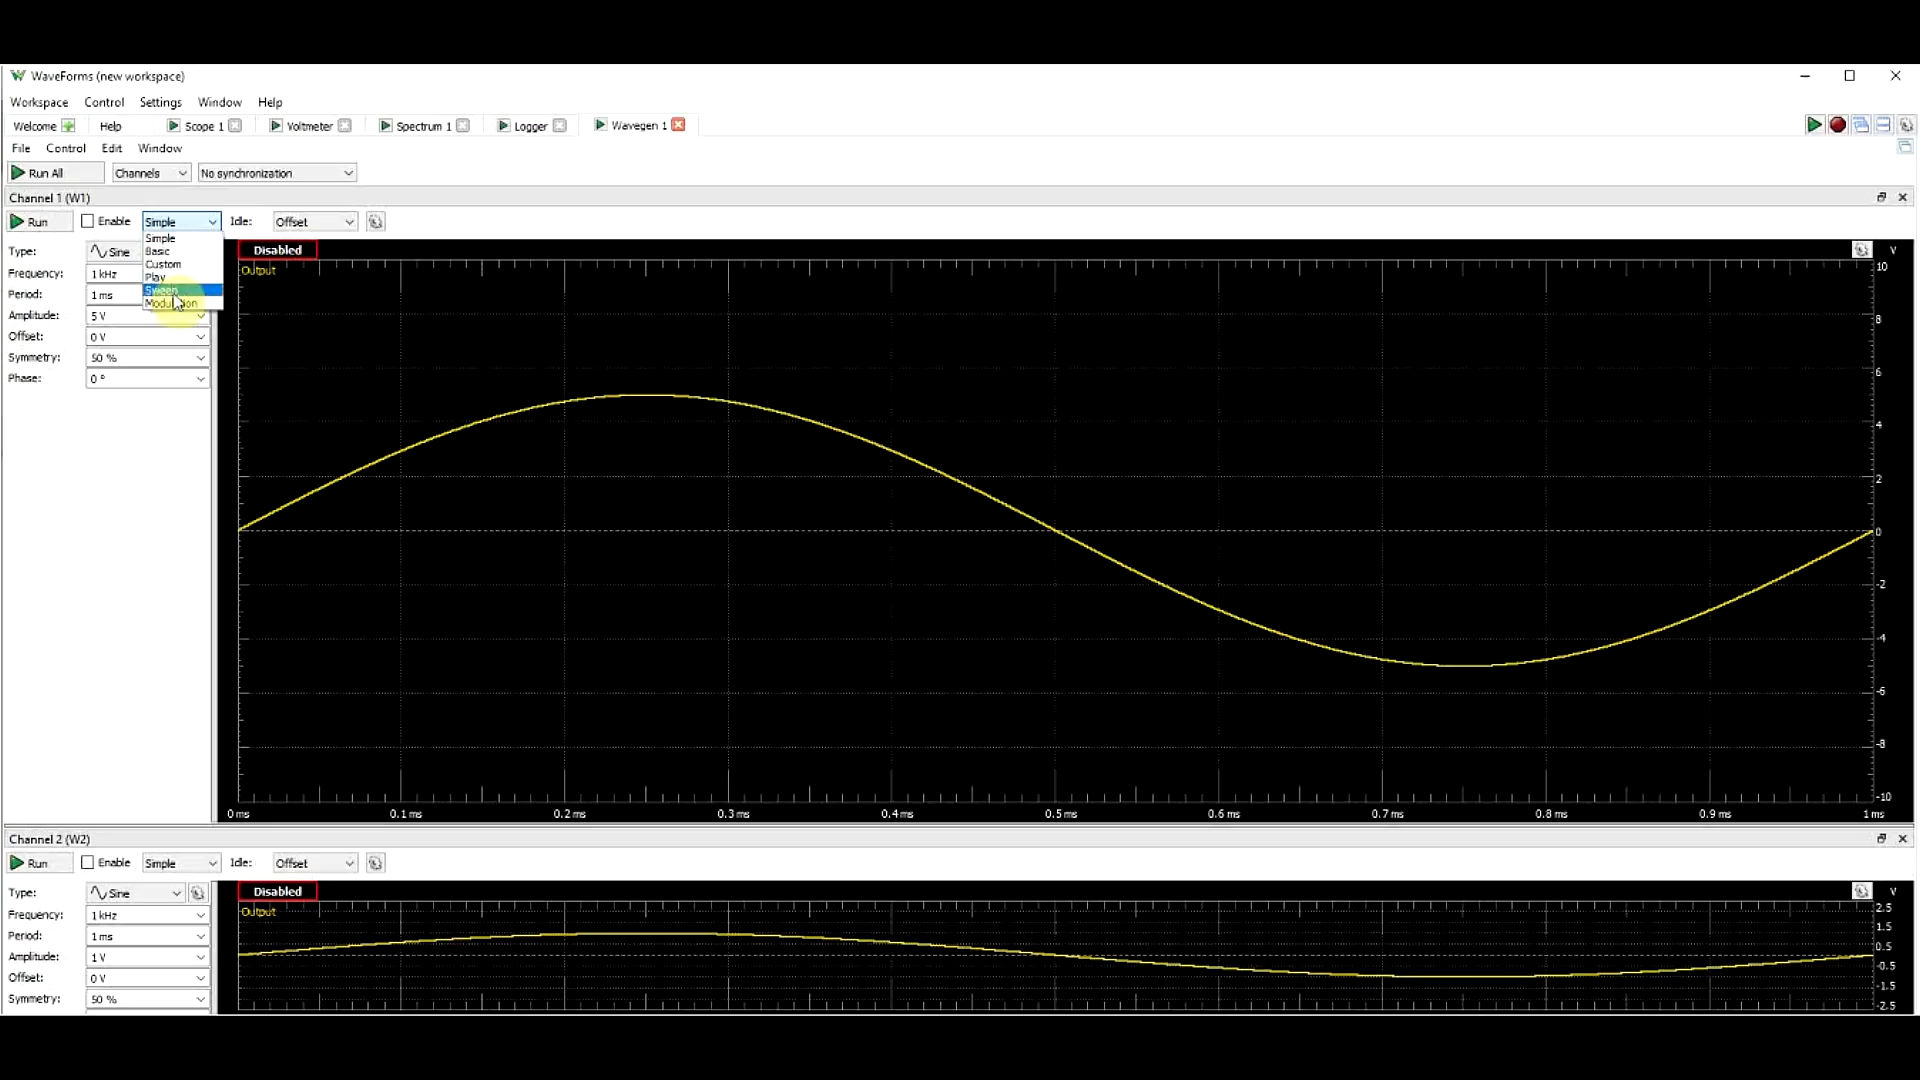 WaveForms (new workspace)
Workspace Control Settings Window Help
Welcome Help Scope 1 Voltmeter Spectrum 1 Logger Wavegen 1
File Control Edit Window
Run All Channels No synchronization
Channel 1 (W1)
Run Enable Simple Idle: Offset
Simple
Basic
Custom
Play
Sweep
Modulation
Type: Sine
Frequency: 1 kHz
Period: 1 ms
Amplitude: 5 V
Offset: 0 V
Symmetry: 50 %
Phase: 0 °
Disabled
Output
V
10
8
6
4
2
0
-2
-4
-6
-8
-10
0 ms 0.1 ms 0.2 ms 0.3 ms 0.4 ms 0.5 ms 0.6 ms 0.7 ms 0.8 ms 0.9 ms 1 ms
Channel 2 (W2)
Run Enable Simple Idle: Offset
Type: Sine
Frequency: 1 kHz
Period: 1 ms
Amplitude: 1 V
Offset: 0 V
Symmetry: 50 %
Disabled
Output
V
2.5
1.5
0.5
-0.5
-1.5
-2.5